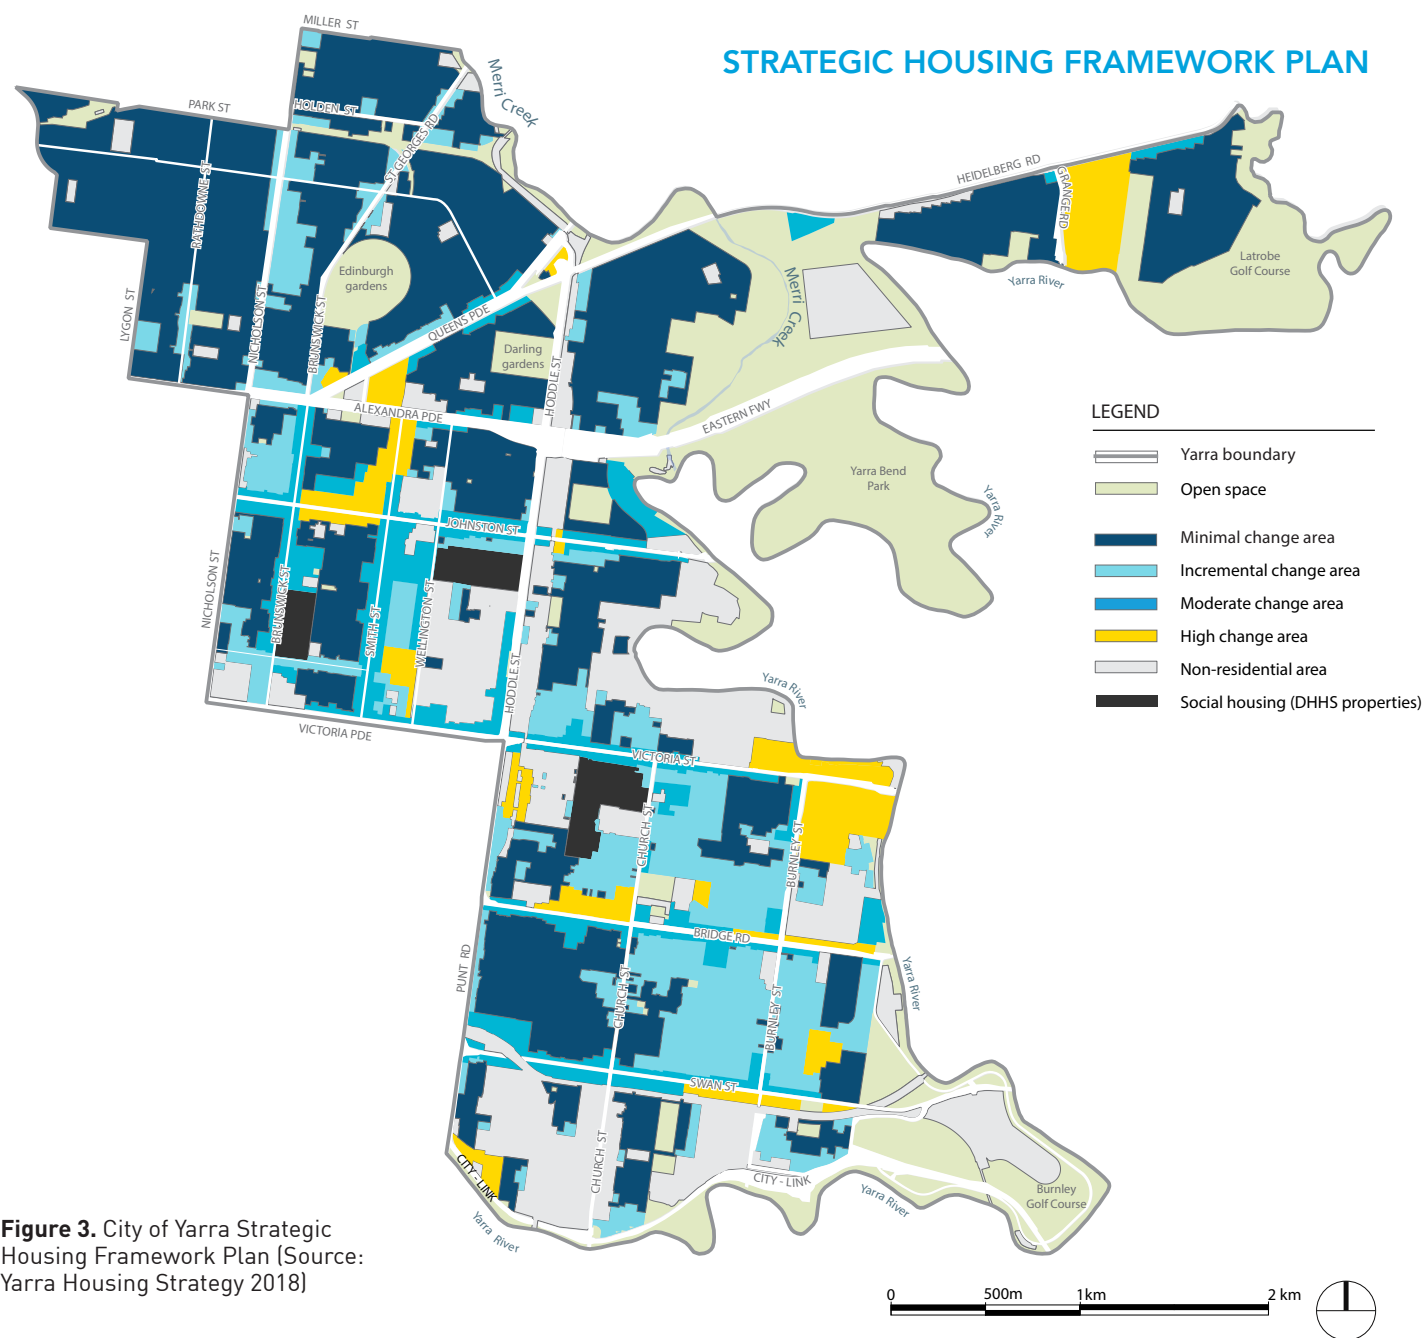 STRATEGIC HOUSING FRAMEWORK PLAN
MILLER ST
Merri Creek
PARK ST
HOLDEN ST
ST GEORGES RD
HEIDELBERG RD
GRANGE RD
RATHDOWNE ST
Edinburgh
gardens
Latrobe
Golf Course
Yarra River
Merri Creek
LYGON ST
NICHOLSON ST
BRUNSWICK ST
QUEENS PDE
Darling
gardens
HODDLE ST
ALEXANDRA PDE
EASTERN FWY
LEGEND
Yarra boundary
Open space
Minimal change area
Incremental change area
Moderate change area
High change area
Non-residential area
Social housing (DHHS properties)
Yarra Bend
Park
Yarra River
JOHNSTON ST
NICHOLSON ST
BRUNSWICK ST
SMITH ST
WELLINGTON ST
HODDLE ST
Yarra River
VICTORIA PDE
VICTORIA ST
CHURCH ST
BURNLEY ST
BRIDGE RD
PUNT RD
CHURCH ST
BURNLEY ST
Yarra River
SWAN ST
CHURCH ST
CITY - LINK
CITY - LINK
Yarra River
Yarra River
Burnley
Golf Course
Figure 3. City of Yarra Strategic
Housing Framework Plan (Source:
Yarra Housing Strategy 2018)
0 500m 1km 2 km